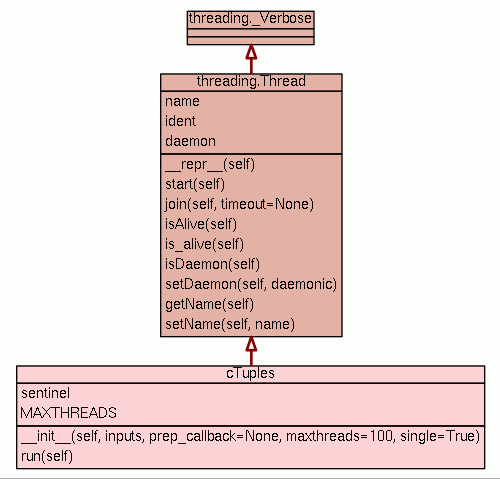 threading._Verbose
threading.Thread
name
ident
daemon
__repr__(self)
start(self)
join(self, timeout=None)
isAlive(self)
is_alive(self)
isDaemon(self)
setDaemon(self, daemonic)
getName(self)
setName(self, name)
cTuples
sentinel
MAXTHREADS
__init__(self, inputs, prep_callback=None, maxthreads=100, single=True)
run(self)